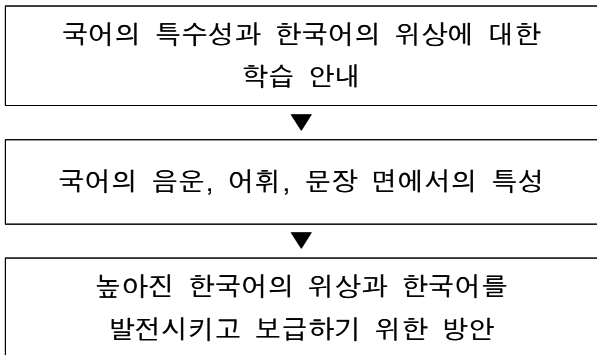 국어의 특수성과 한국어의 위상에 대한
학습 안내
국어의 음운, 어휘, 문장 면에서의 특성
높아진 한국어의 위상과 한국어를
발전시키고 보급하기 위한 방안